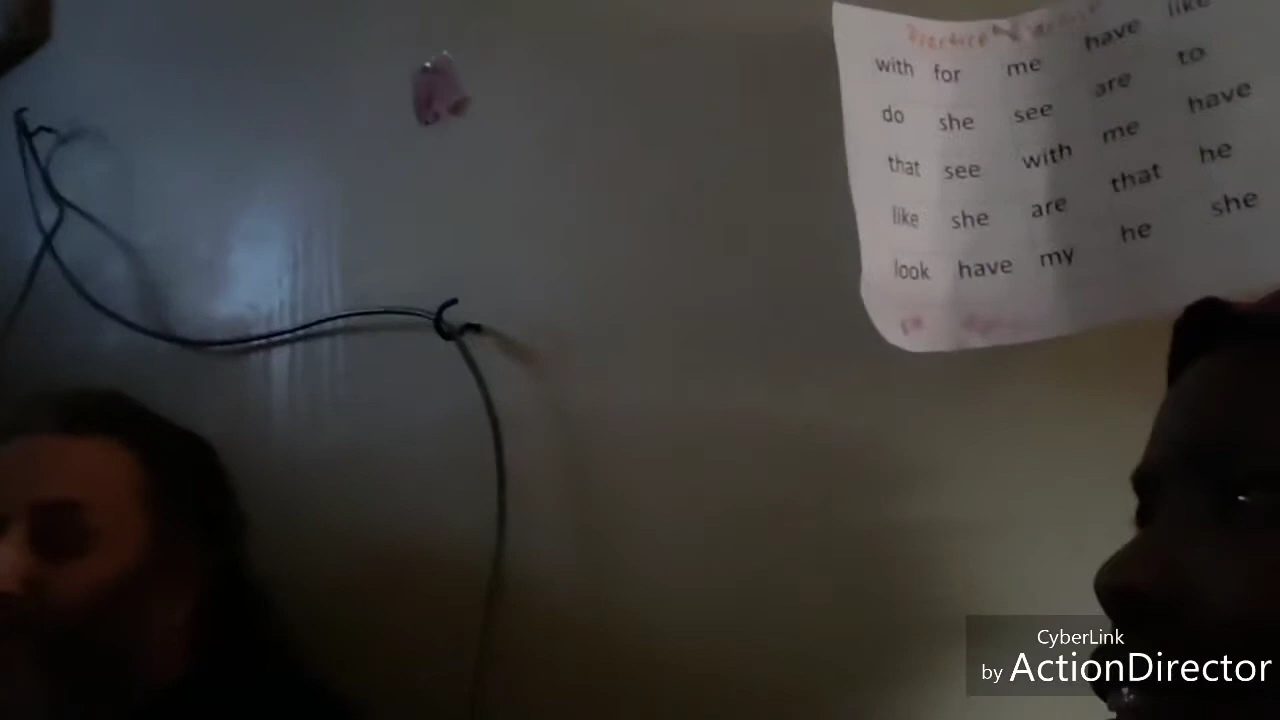 with for me have like
do she see are to
that see with me have
like she are that he
look have my he she
CyberLink
by ActionDirector